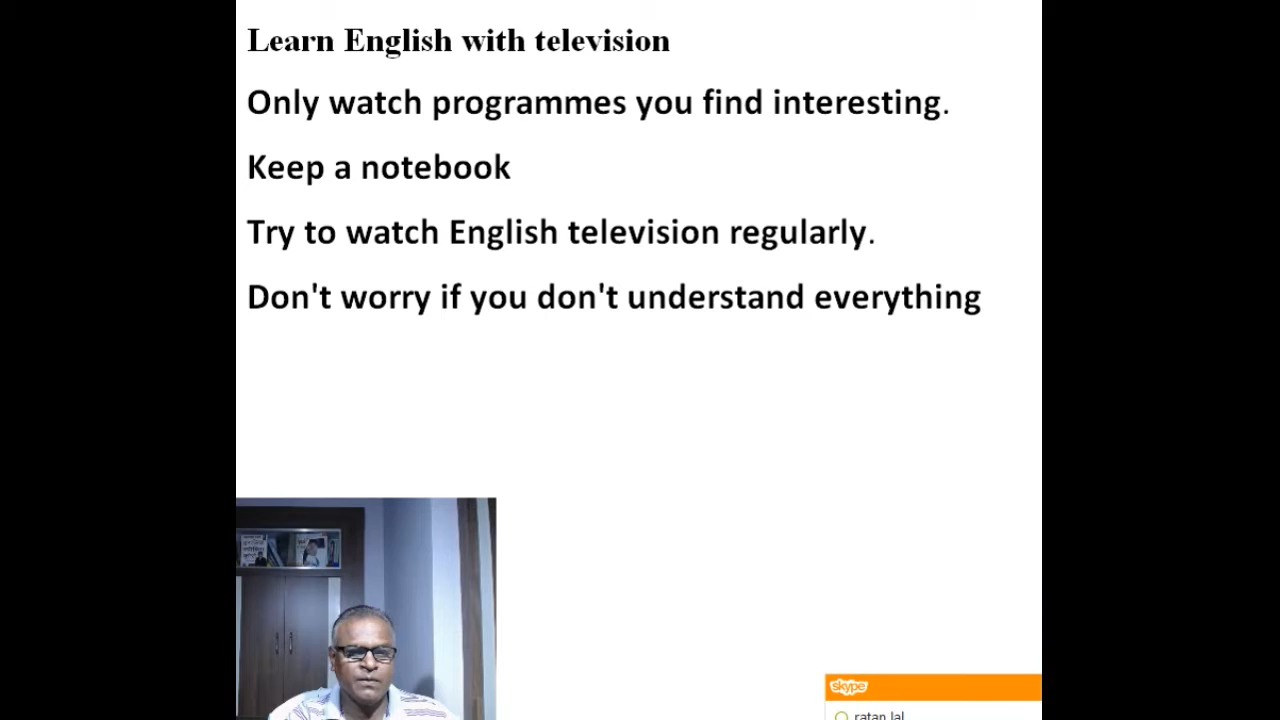 Learn English with television
Only watch programmes you find interesting.
Keep a notebook
Try to watch English television regularly.
Don't worry if you don't understand everything
skype
ratan lal